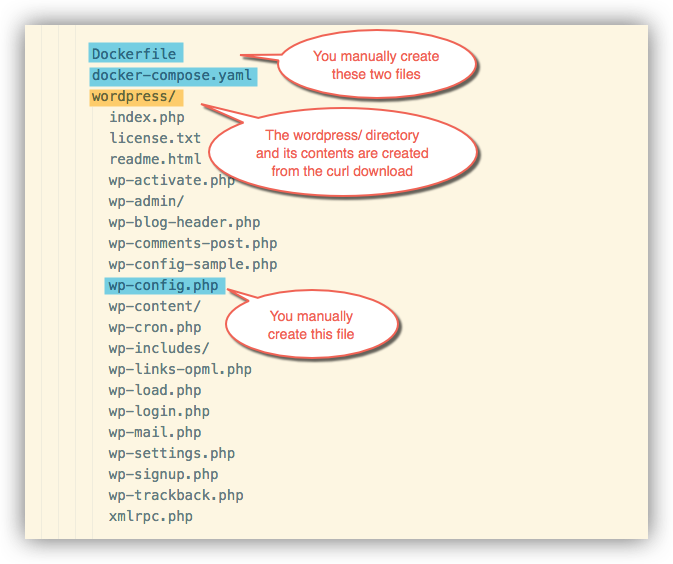 Dockerfile
You manually create
these two files
docker-compose.yaml
wordpress/
The wordpress/ directory
and its contents are created
from the curl download
index.php
license.txt
readme.html
wp-activate.php
wp-admin/
wp-blog-header.php
wp-comments-post.php
wp-config-sample.php
wp-config.php
You manually
create this file
wp-content/
wp-cron.php
wp-includes/
wp-links-opml.php
wp-load.php
wp-login.php
wp-mail.php
wp-settings.php
wp-signup.php
wp-trackback.php
xmlrpc.php